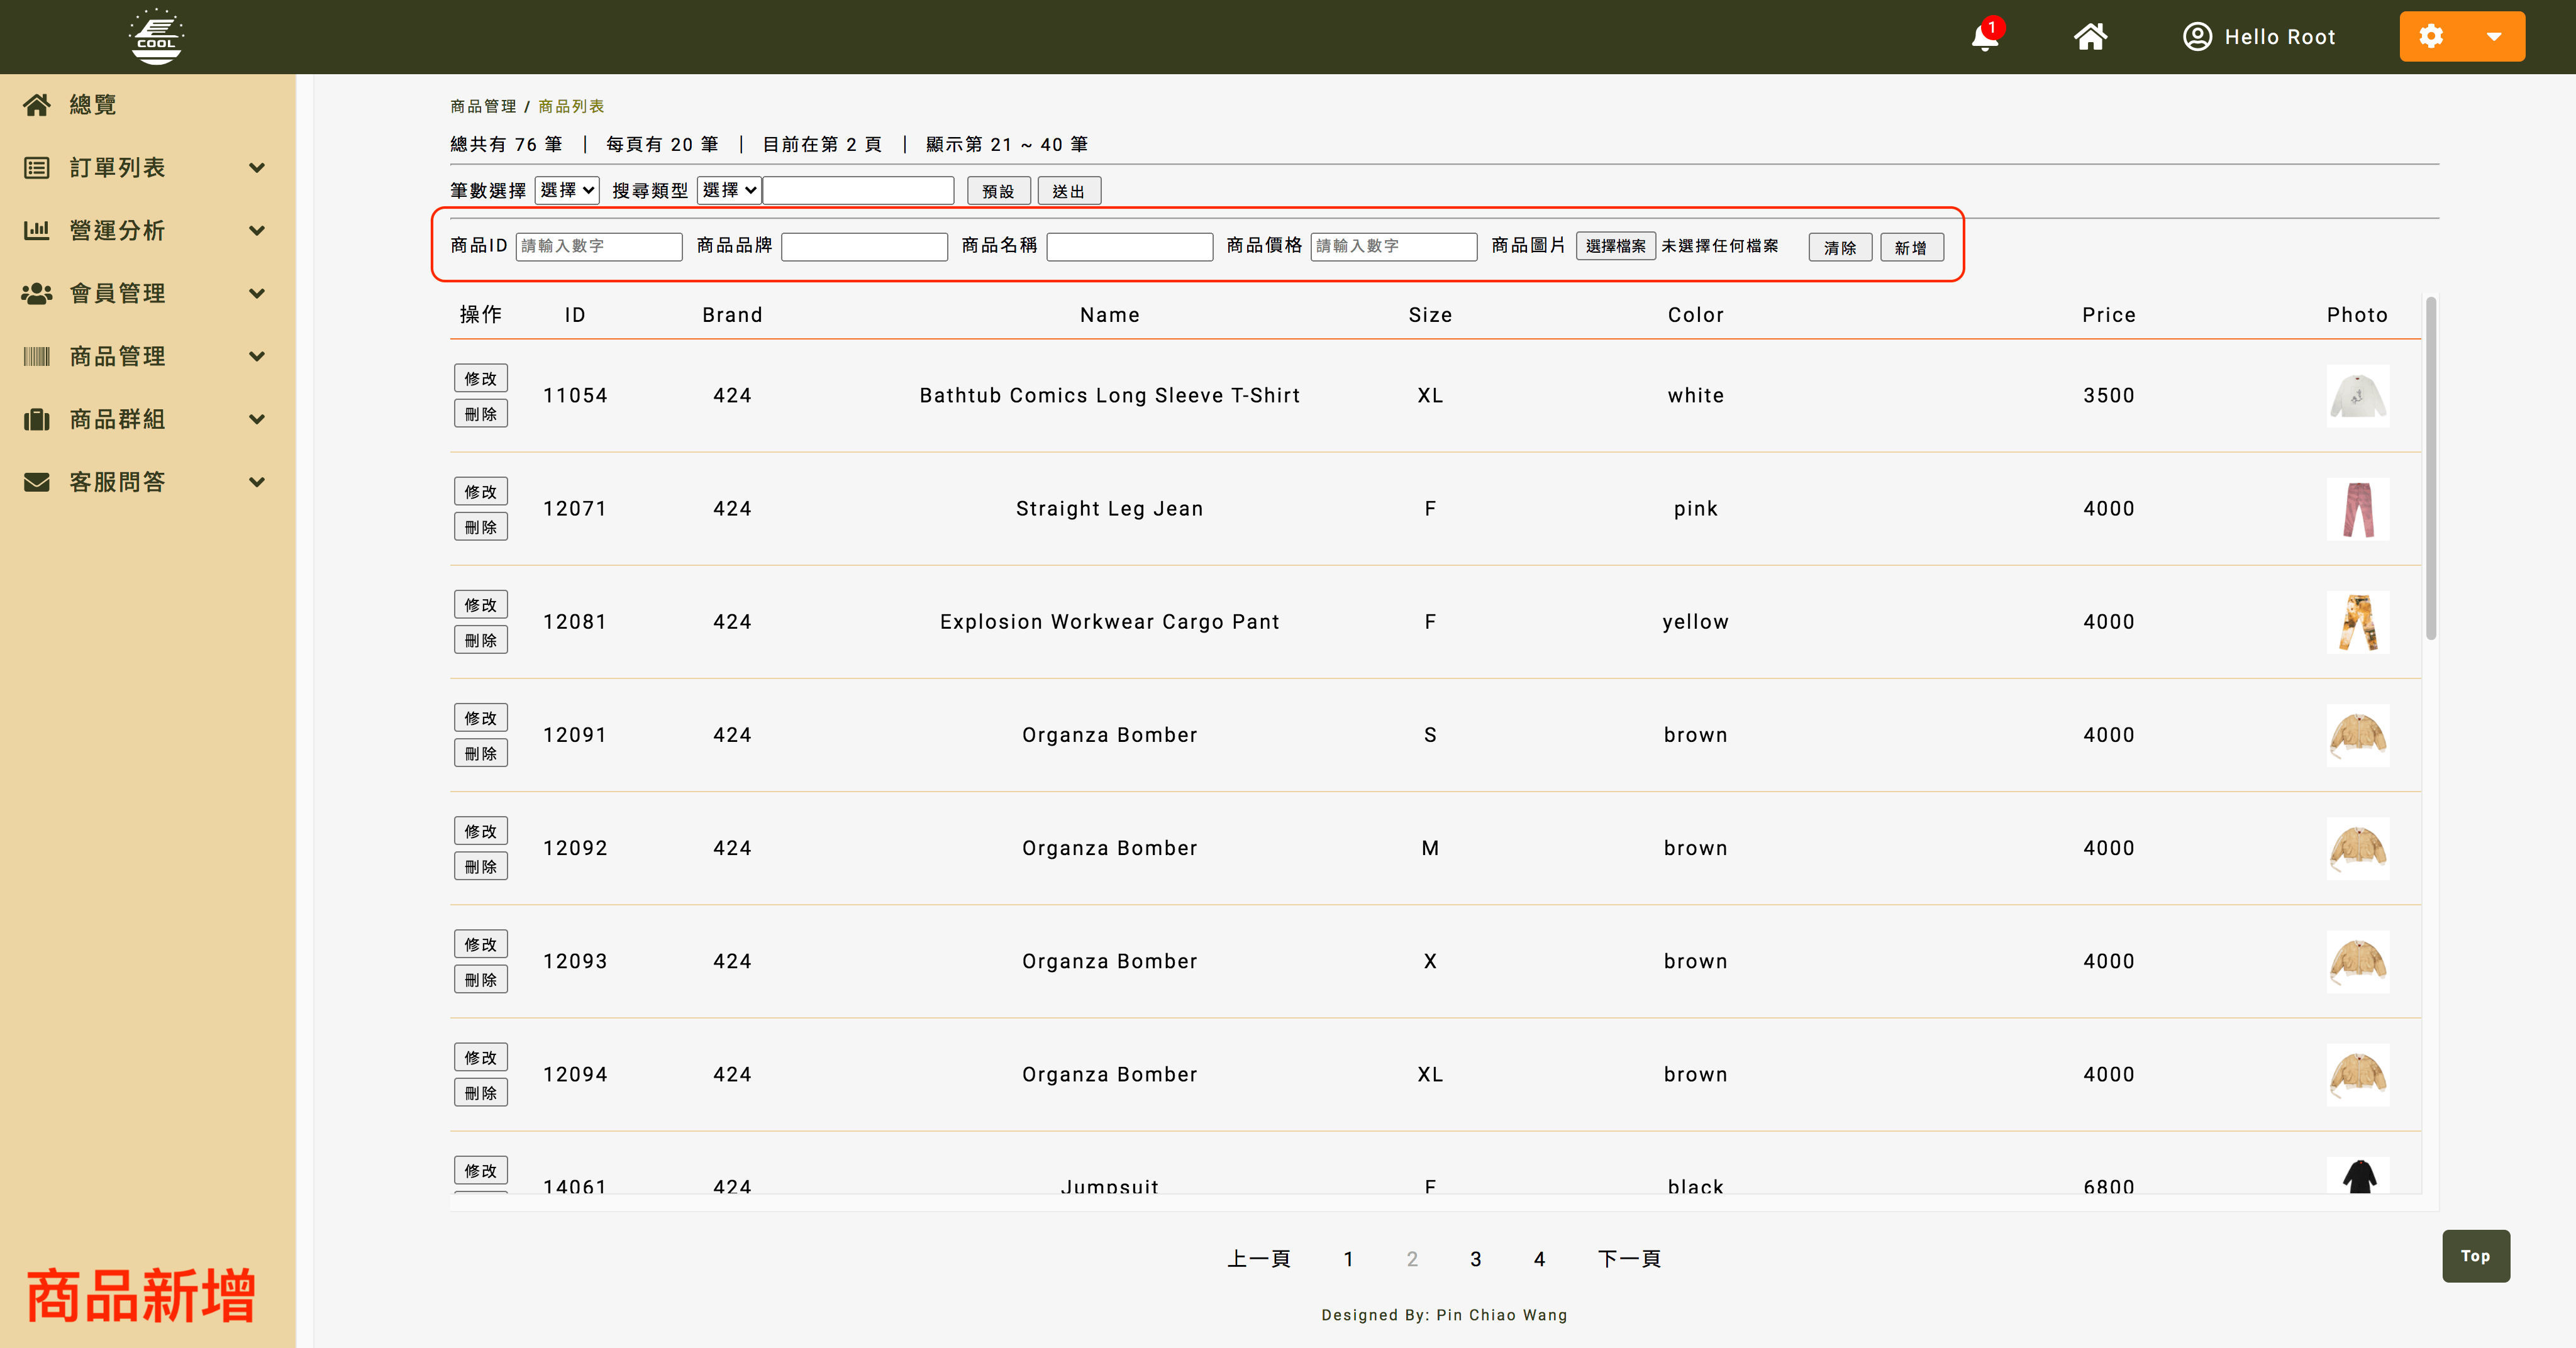 COOL
1
Hello Root
總覽
訂單列表
營運分析
會員管理
商品管理
商品群組
客服問答
商品新增
商品管理 / 商品列表
總共有 76 筆 | 每頁有 20 筆 | 目前在第 2 頁 | 顯示第 21 ~ 40 筆
筆數選擇 選擇 搜尋類型 選擇 預設 送出
商品ID 請輸入數字 商品品牌 商品名稱 商品價格 請輸入數字 商品圖片 選擇檔案 未選擇任何檔案 清除 新增
操作 ID Brand Name Size Color Price Photo
修改
刪除
11054 424 Bathtub Comics Long Sleeve T-Shirt XL white 3500
修改
刪除
12071 424 Straight Leg Jean F pink 4000
修改
刪除
12081 424 Explosion Workwear Cargo Pant F yellow 4000
修改
刪除
12091 424 Organza Bomber S brown 4000
修改
刪除
12092 424 Organza Bomber M brown 4000
修改
刪除
12093 424 Organza Bomber X brown 4000
修改
刪除
12094 424 Organza Bomber XL brown 4000
修改
14061 424 Jumpsuit F black 6800
上一頁 1 2 3 4 下一頁
Top
Designed By: Pin Chiao Wang